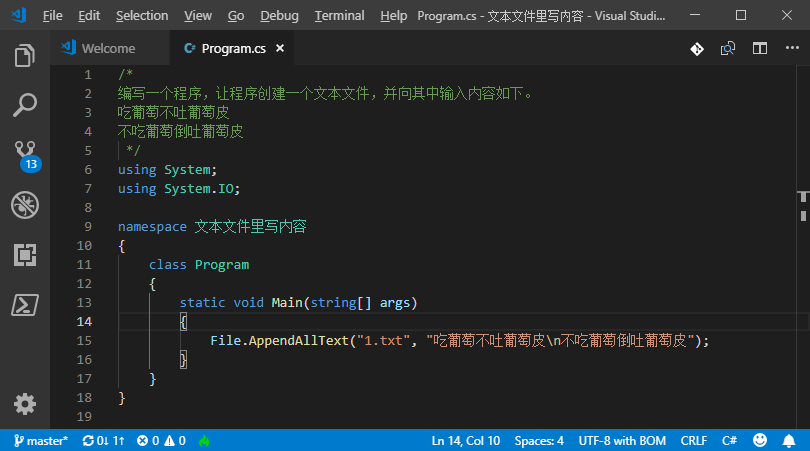 File Edit Selection View Go Debug Terminal Help Program.cs - 文本文件里写内容 - Visual Studi...
Welcome Program.cs
1 /*
2 编写一个程序，让程序创建一个文本文件，并向其中输入内容如下。
3 吃葡萄不吐葡萄皮
4 不吃葡萄倒吐葡萄皮
5 */
6 using System;
7 using System.IO;
8
9 namespace 文本文件里写内容
10 {
11 class Program
12 {
13 static void Main(string[] args)
14 {
15 File.AppendAllText("1.txt", "吃葡萄不吐葡萄皮\n不吃葡萄倒吐葡萄皮");
16 }
17 }
18 }
19
13
master* 0↓ 1↑ 0 0 Ln 14, Col 10 Spaces: 4 UTF-8 with BOM CRLF C#